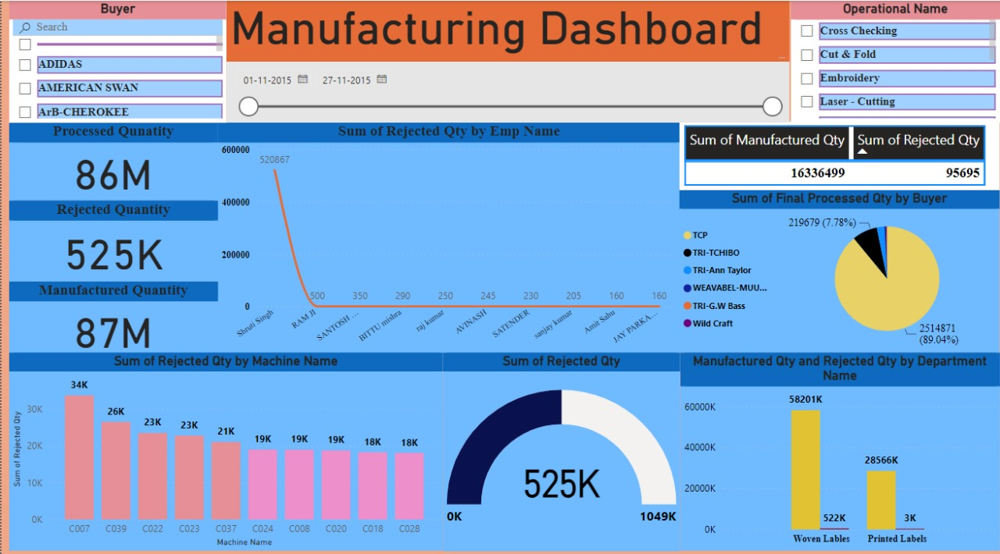 Buyer
Search
ADIDAS
AMERICAN SWAN
ArB-CHEROKEE
Manufacturing Dashboard
01-11-2015
27-11-2015
Operational Name
Cross Checking
Cut & Fold
Embroidery
Laser - Cutting
Processed Qunatity
86M
Rejected Quantity
525K
Manufactured Quantity
87M
Sum of Rejected Qty by Emp Name
600000
400000
200000
0
520867
500
350
290
250
245
230
205
160
160
Shruti Singh
RAM JI
SANTOSH ...
BITTU mishra
raj kumar
AVINASH
SATENDER
sanjay kumar
Amit Sahu
JAY PARKA...
Sum of Manufactured Qty
Sum of Rejected Qty
16336499
95695
Sum of Final Processed Qty by Buyer
TCP
TRI-TCHIBO
TRI-Ann Taylor
WEAVABEL-MUU...
TRI-G.W Bass
Wild Craft
219679 (7.78%)
2514871
(89.04%)
Sum of Rejected Qty by Machine Name
Sum of Rejected Qty
30K
20K
10K
0K
34K
26K
23K
23K
21K
19K
19K
19K
18K
18K
C007
C039
C022
C023
C037
C024
C008
C020
C018
C028
Machine Name
Sum of Rejected Qty
525K
0K
1049K
Manufactured Qty and Rejected Qty by Department
Name
60000K
40000K
20000K
0K
58201K
522K
28566K
3K
Woven Lables
Printed Labels